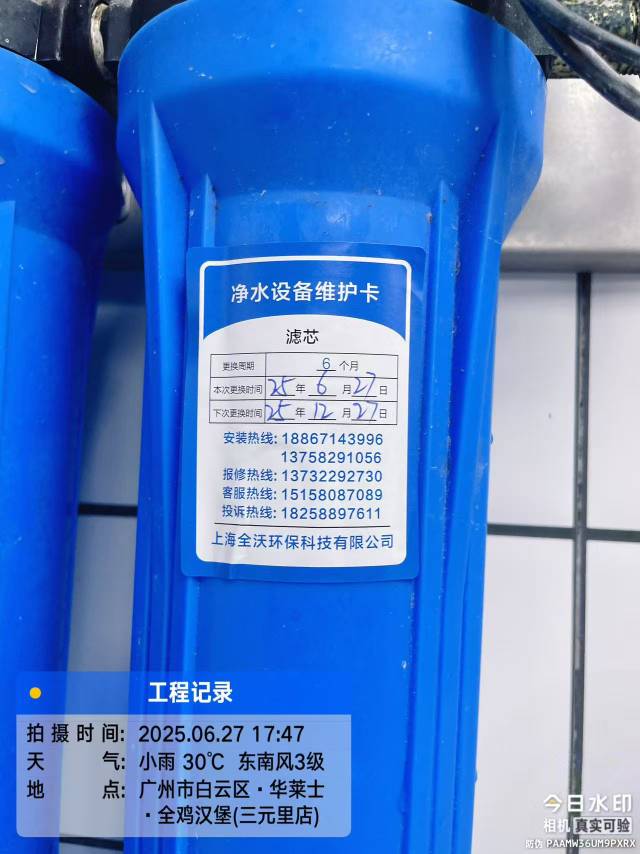 净水设备维护卡
滤芯
更换周期 6 个月
本次更换时间 25 年 6 月 27 日
下次更换时间 25 年 12 月 27 日
安装热线: 18867143996
13758291056
报修热线: 13732292730
客服热线: 15158087089
投诉热线: 18258897611
上海全沃环保科技有限公司
工程记录
拍摄时间: 2025.06.27 17:47
天气: 小雨 30℃ 东南风3级
地点: 广州市白云区·华莱士
·全鸡汉堡(三元里店)
今日水印
相机 真实可验
防伪 PAAMW36UM9PXRX